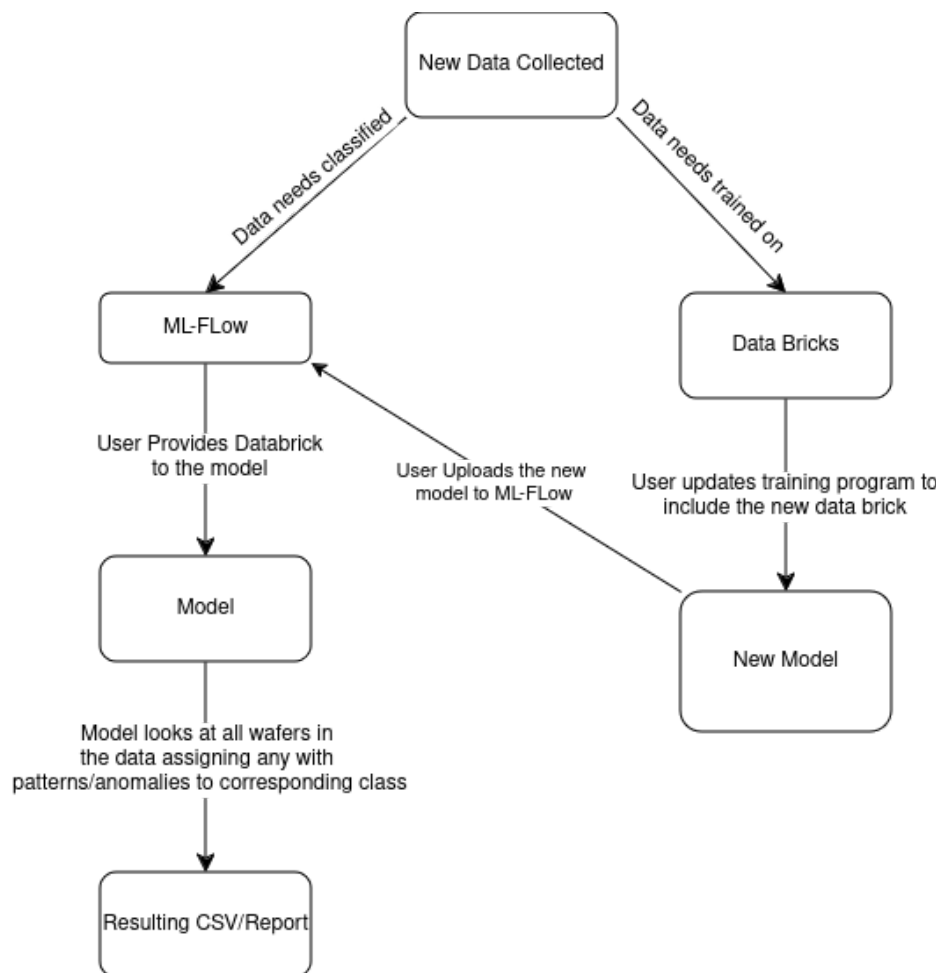 New Data Collected
Data needs classified
Data needs trained on
ML-FLow
Data Bricks
User Provides Databrick
to the model
User Uploads the new
model to ML-FLow
User updates training program to
include the new data brick
Model
New Model
Model looks at all wafers in
the data assigning any with
patterns/anomalies to corresponding class
Resulting CSV/Report